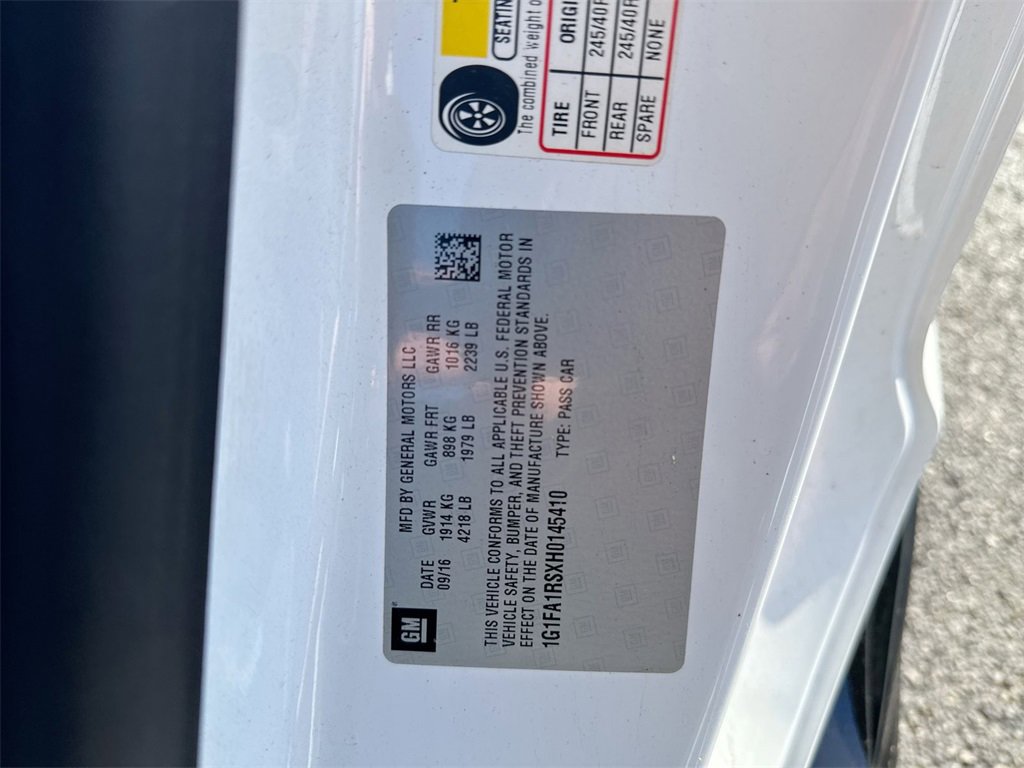 GM
MFD BY GENERAL MOTORS LLC
DATE GVWR GAWR FRT GAWR RR
09/16 1914 KG 898 KG 1016 KG
4218 LB 1979 LB 2239 LB
THIS VEHICLE CONFORMS TO ALL APPLICABLE U.S. FEDERAL MOTOR
VEHICLE SAFETY, BUMPER, AND THEFT PREVENTION STANDARDS IN
EFFECT ON THE DATE OF MANUFACTURE SHOWN ABOVE.
1G1FA1RSXH0145410 TYPE: PASS CAR
SEATIN
The combined weight o
TIRE ORIGI
FRONT 245/40R
REAR 245/40R
SPARE NONE